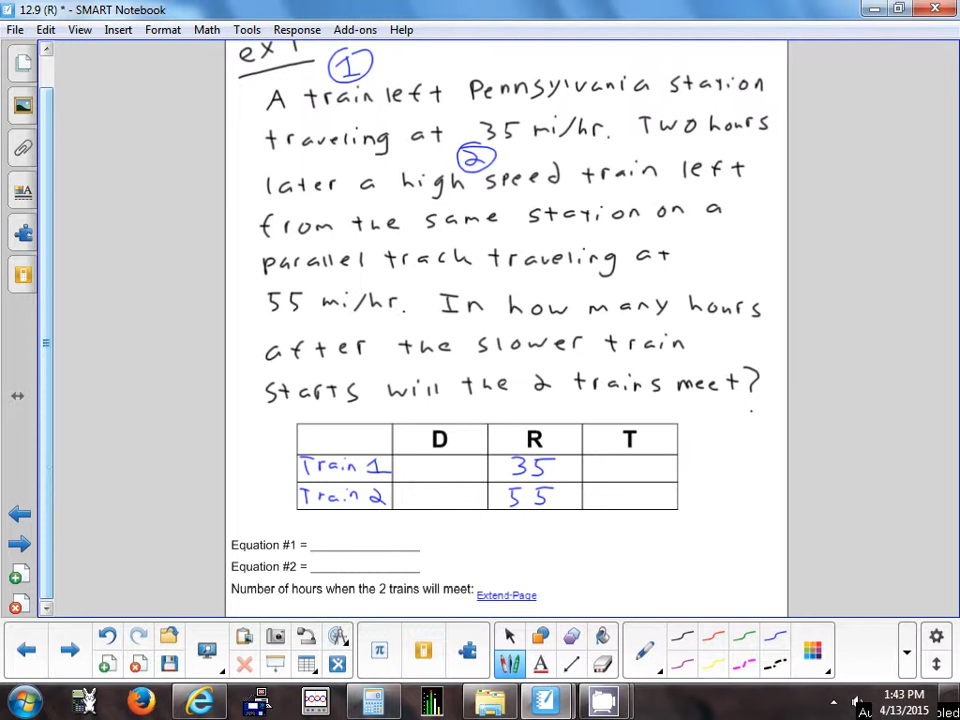 12.9 (R) * - SMART Notebook
File Edit View Insert Format Math Tools Response Add-ons Help
ex 1
1
A train left Pennsylvania station
traveling at 35 mi/hr. Two hours
2
later a high speed train left
from the same station on a
parallel track traveling at
55 mi/hr. In how many hours
after the slower train
starts will the 2 trains meet?
D R T
Train 1 35
Train 2 55
Equation #1 = ________________
Equation #2 = ________________
Number of hours when the 2 trains will meet: Extend-Page
1:43 PM
4/13/2015